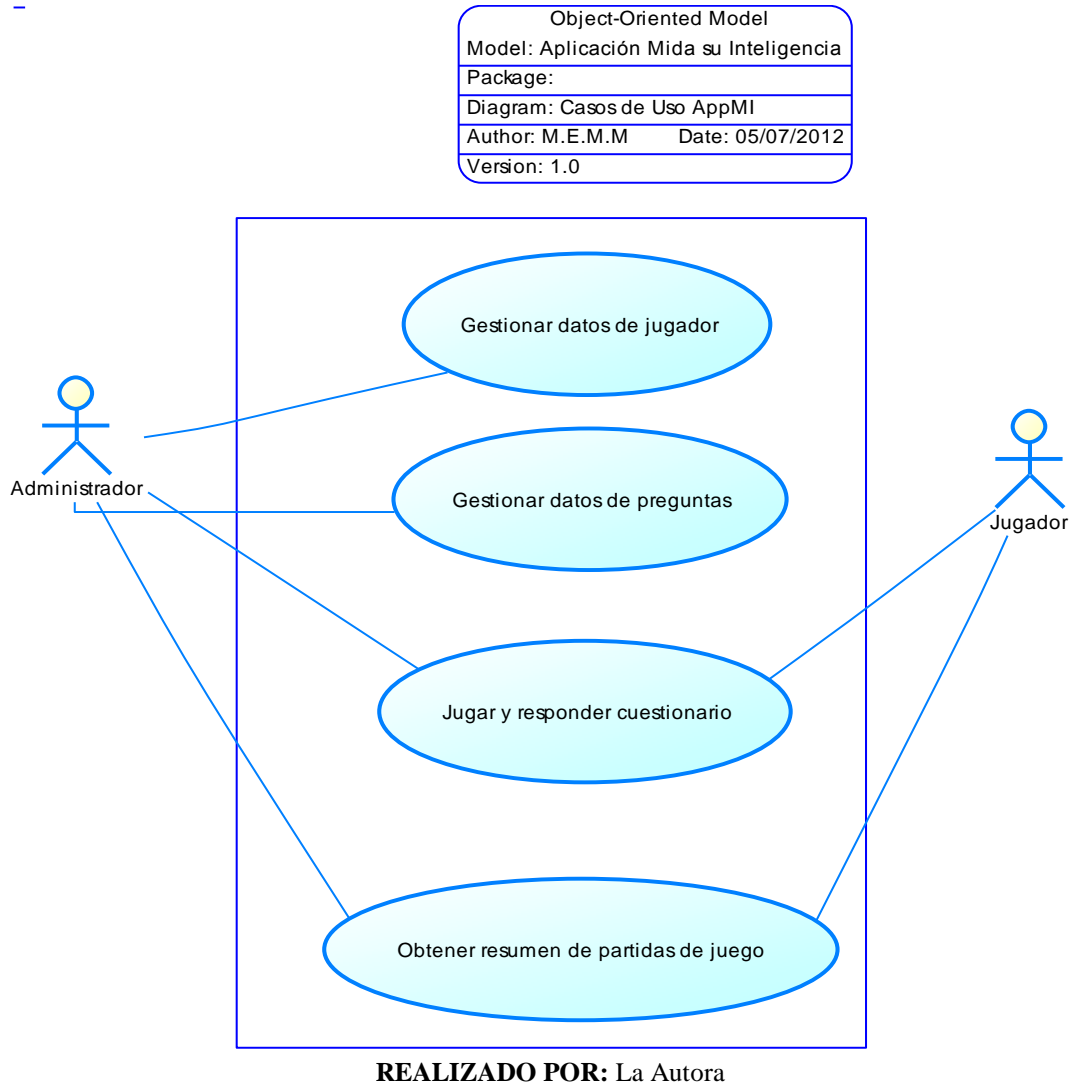 Object-Oriented Model
Model: Aplicación Mida su Inteligencia
Package:
Diagram: Casos de Uso AppMI
Author: M.E.M.M Date: 05/07/2012
Version: 1.0
Gestionar datos de jugador
Administrador
Gestionar datos de preguntas
Jugador
Jugar y responder cuestionario
Obtener resumen de partidas de juego
REALIZADO POR: La Autora